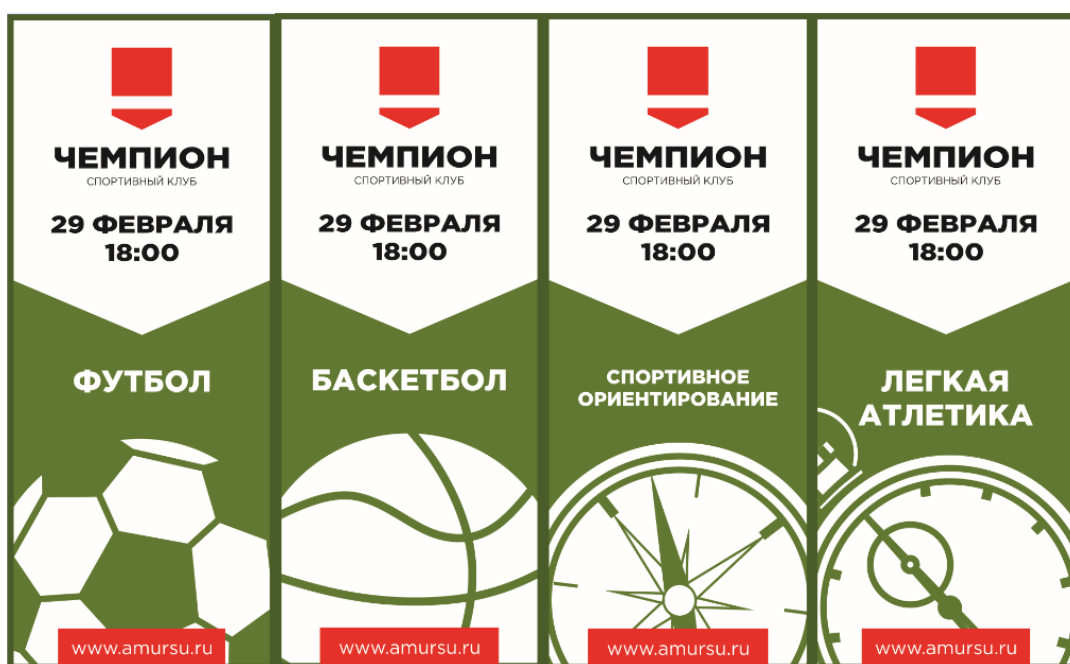 ЧЕМПИОН
СПОРТИВНЫЙ КЛУБ
29 ФЕВРАЛЯ
18:00
ФУТБОЛ
www.amursu.ru
ЧЕМПИОН
СПОРТИВНЫЙ КЛУБ
29 ФЕВРАЛЯ
18:00
БАСКЕТБОЛ
www.amursu.ru
ЧЕМПИОН
СПОРТИВНЫЙ КЛУБ
29 ФЕВРАЛЯ
18:00
СПОРТИВНОЕ
ОРИЕНТИРОВАНИЕ
www.amursu.ru
ЧЕМПИОН
СПОРТИВНЫЙ КЛУБ
29 ФЕВРАЛЯ
18:00
ЛЕГКАЯ
АТЛЕТИКА
www.amursu.ru